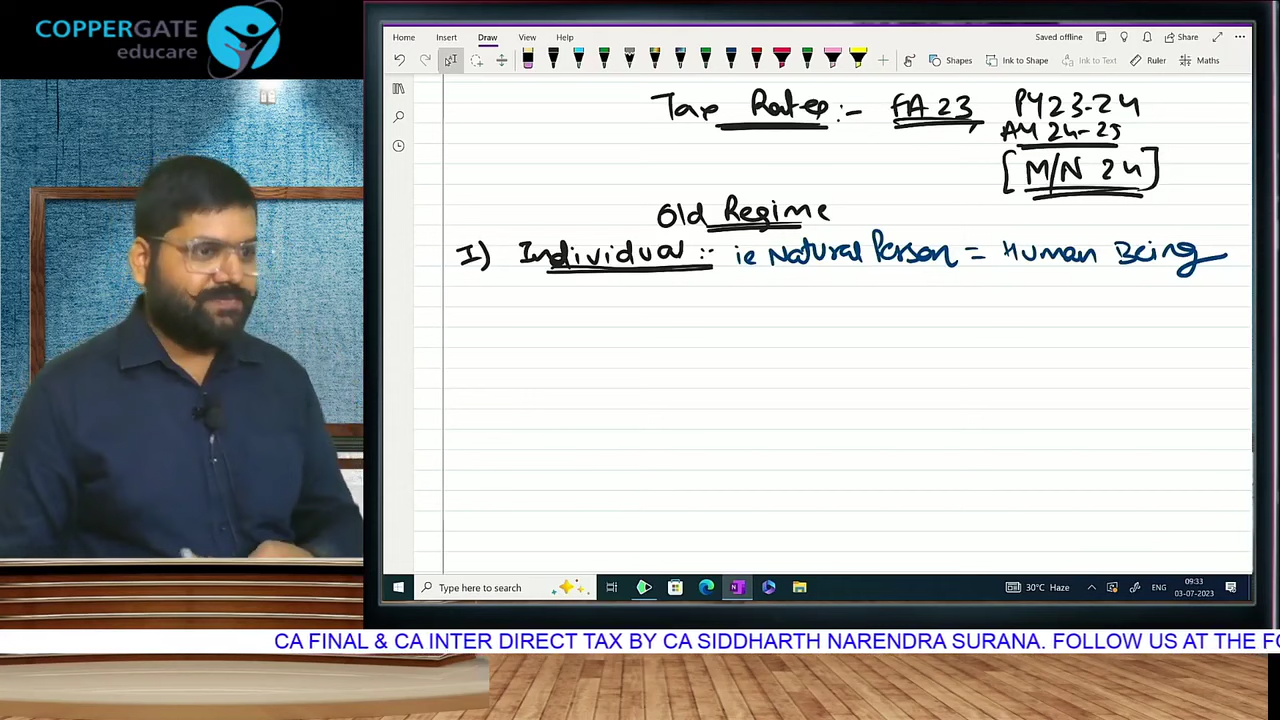 COPPERGATE
educare
Home Insert Draw View Help
Saved offline
Share
Shapes
Ink to Shape
Ink to Text
Ruler
Maths
Tax Rates :- FA 23, PY 23-24
AY 24-25
[M/N 24]
Old Regime
I) Individual :- ie Natural Person = Human Being
Type here to search
30°C Haze
ENG
09:33
03-07-2023
CA FINAL & CA INTER DIRECT TAX BY CA SIDDHARTH NARENDRA SURANA. FOLLOW US AT THE FO